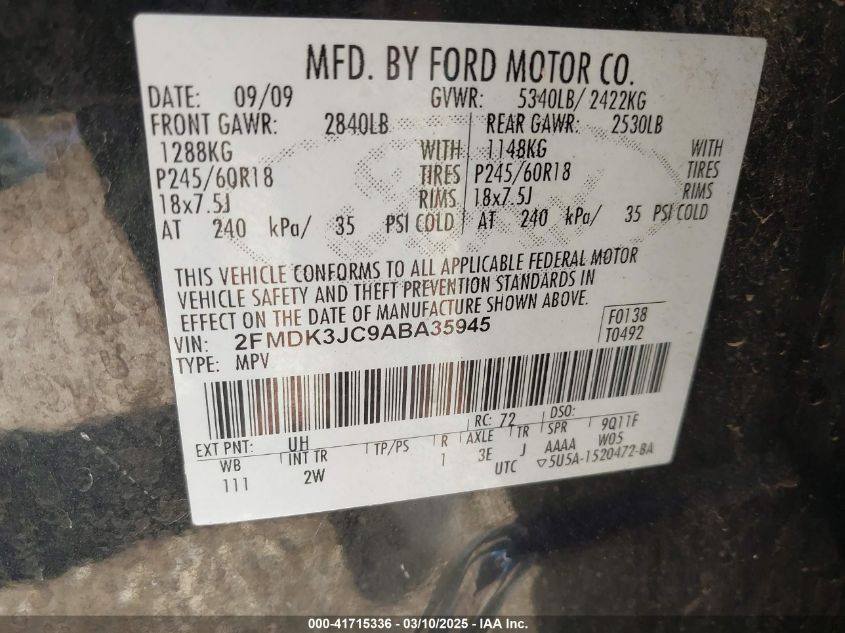 MFD. BY FORD MOTOR CO.
DATE: 09/09 GVWR: 5340LB/ 2422KG
FRONT GAWR: 2840LB REAR GAWR: 2530LB
1288KG WITH 1148KG WITH
P245/60R18 TIRES P245/60R18 TIRES
18x7.5J RIMS 18x7.5J RIMS
AT 240 kPa/ 35 PSI COLD AT 240 kPa/ 35 PSI COLD
THIS VEHICLE CONFORMS TO ALL APPLICABLE FEDERAL MOTOR
VEHICLE SAFETY AND THEFT PREVENTION STANDARDS IN
EFFECT ON THE DATE OF MANUFACTURE SHOWN ABOVE.
VIN: 2FMDK3JC9ABA35945 F0138
TYPE: MPV T0492
RC: 72 DSO:
EXT PNT: UH AXLE TR SPR 9Q11F
WB INT TR TP/PS R 3E J AAAA W05
111 2W 1 UTC ▽5U5A-1520472-BA
000-41715336 — 03/10/2025 — IAA Inc.